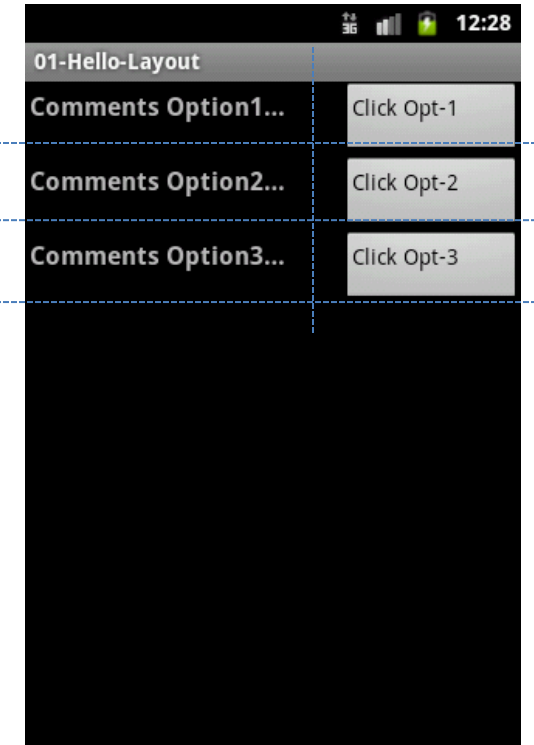 3G 12:28
01-Hello-Layout
Comments Option1... Click Opt-1
Comments Option2... Click Opt-2
Comments Option3... Click Opt-3